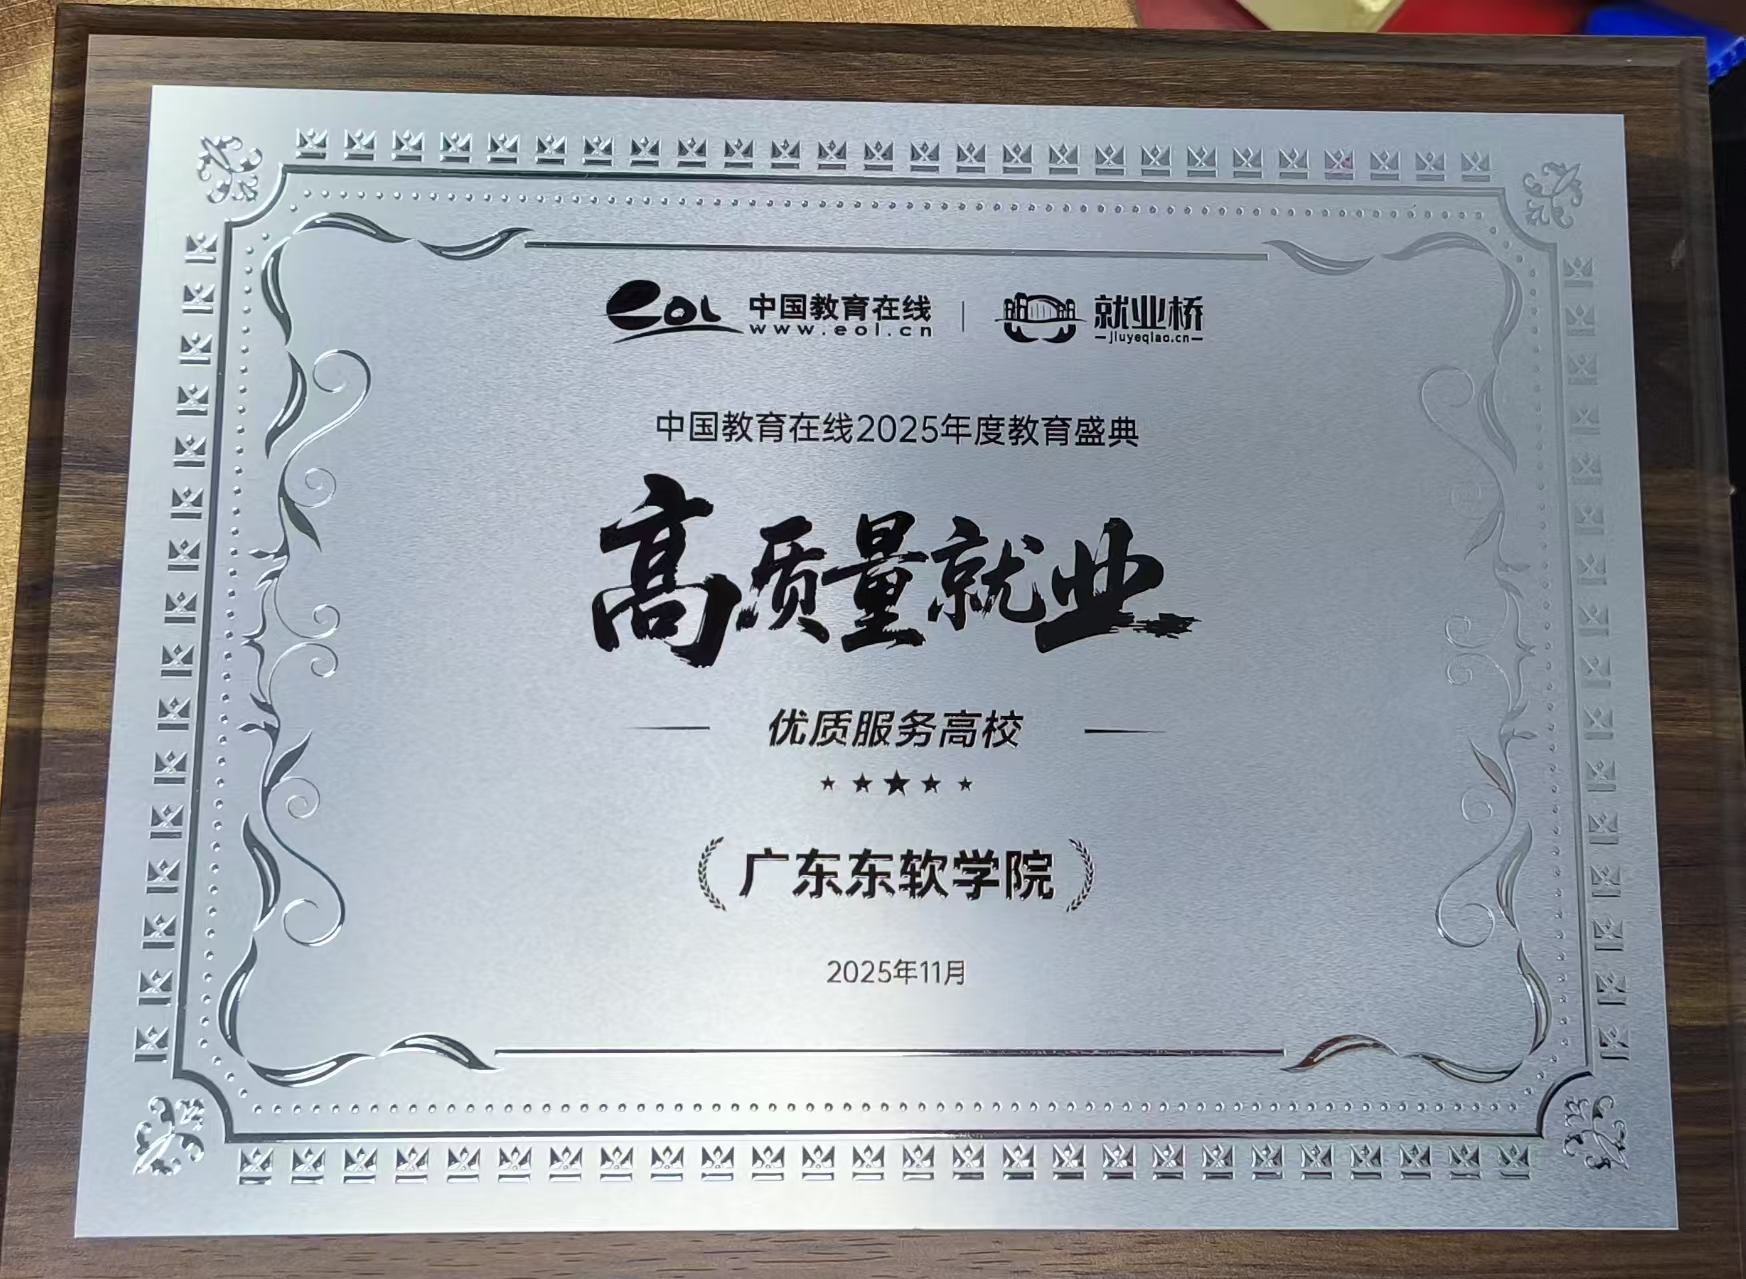 eol 中国教育在线 | 就业桥
www.eol.cn jiuyeqiao.cn
中国教育在线2025年度教育盛典
高质量就业
优质服务高校
广东东软学院
2025年11月